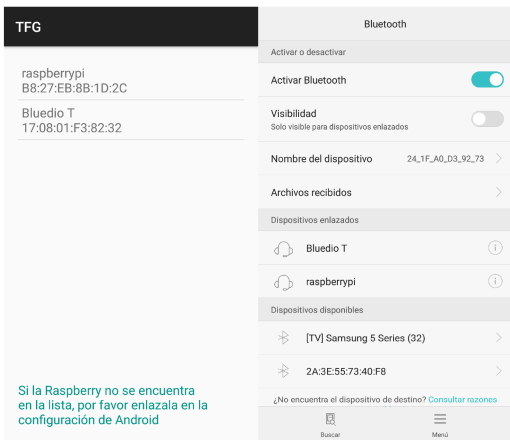 TFG
raspberrypi
B8:27:EB:8B:1D:2C
Bluedio T
17:08:01:F3:82:32
Si la Raspberry no se encuentra
en la lista, por favor enlazala en la
configuración de Android
Bluetooth
Activar o desactivar
Activar Bluetooth
Visibilidad
Solo visible para dispositivos enlazados
Nombre del dispositivo 24_1F_A0_D3_92_73
Archivos recibidos
Dispositivos enlazados
Bluedio T
raspberrypi
Dispositivos disponibles
[TV] Samsung 5 Series (32)
2A:3E:55:73:40:F8
¿No encuentra el dispositivo de destino? Consultar razones
Buscar Menú